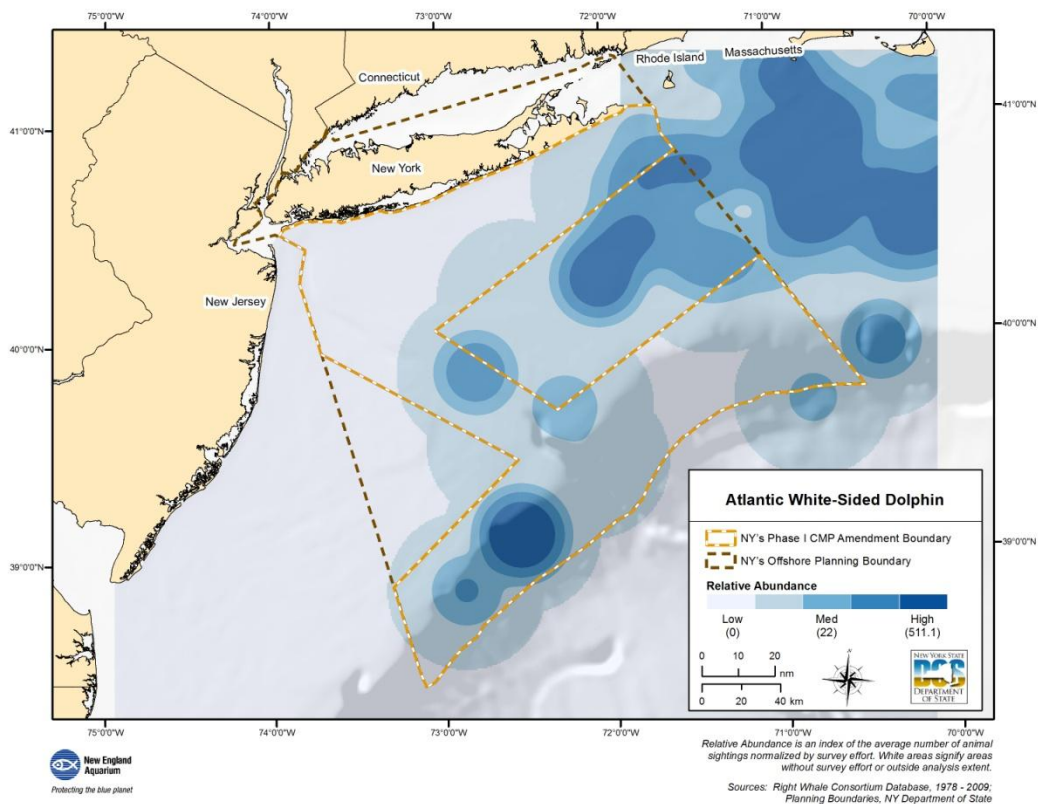 75°0'0"W 74°0'0"W 73°0'0"W 72°0'0"W 71°0'0"W 70°0'0"W
Massachusetts
Rhode Island
Connecticut
41°0'0"N
41°0'0"N
New York
New Jersey
40°0'0"N
40°0'0"N
39°0'0"N
39°0'0"N
Atlantic White-Sided Dolphin
NY's Phase I CMP Amendment Boundary
NY's Offshore Planning Boundary
Relative Abundance
Low Med High
(0) (22) (511.1)
0 10 20
nm
0 20 40
km
NEW YORK STATE
DOS
DEPARTMENT
OF STATE
75°0'0"W 74°0'0"W 73°0'0"W 72°0'0"W 71°0'0"W 70°0'0"W
New England
Aquarium
Protecting the blue planet
Relative Abundance is an index of the average number of animal
sightings normalized by survey effort. White areas signify areas
without survey effort or outside analysis extent.
Sources: Right Whale Consortium Database, 1978 - 2009;
Planning Boundaries, NY Department of State